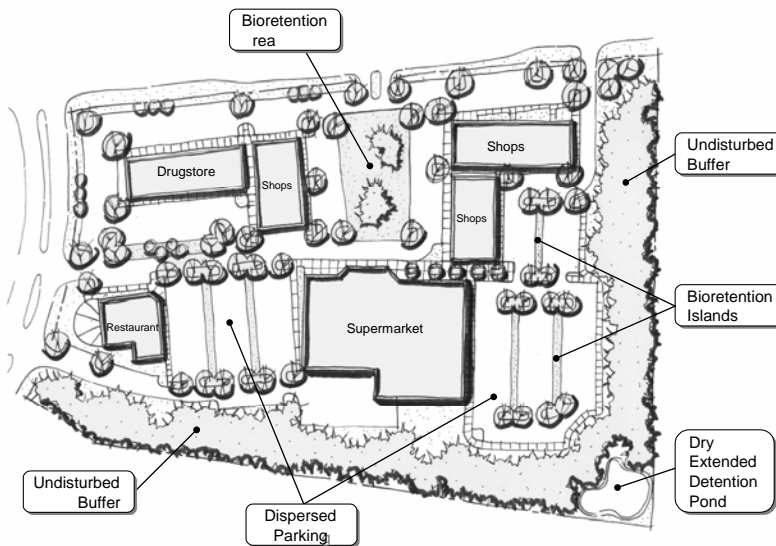 Bioretention
rea
Shops
Drugstore
Shops
Shops
Undisturbed
Buffer
Restaurant
Supermarket
Bioretention
Islands
Undisturbed
Buffer
Dispersed
Parking
Dry
Extended
Detention
Pond